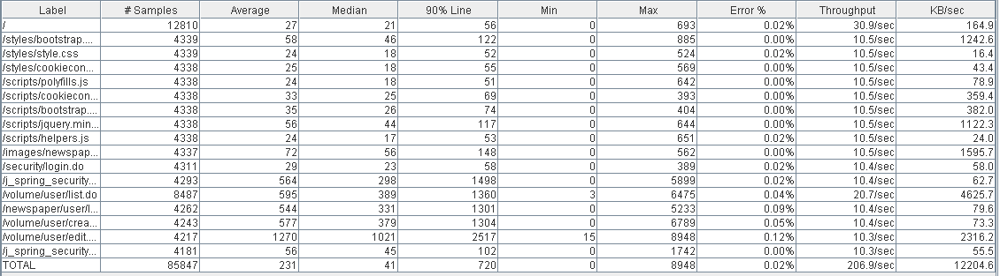 Label # Samples Average Median 90% Line Min Max Error % Throughput KB/sec
/ 12810 27 21 56 0 693 0.02% 30.9/sec 164.9
/styles/bootstrap.... 4339 58 46 122 0 885 0.00% 10.5/sec 1242.6
/styles/style.css 4339 24 18 52 0 524 0.02% 10.5/sec 16.4
/styles/cookiecon... 4338 25 18 55 0 569 0.00% 10.5/sec 43.4
/scripts/polyfills.js 4338 24 18 51 0 642 0.00% 10.5/sec 78.9
/scripts/cookiecon... 4338 33 25 69 0 393 0.00% 10.5/sec 359.4
/scripts/bootstrap.... 4338 35 26 74 0 404 0.00% 10.5/sec 382.0
/scripts/jquery.min... 4338 56 44 117 0 644 0.00% 10.5/sec 1122.3
/scripts/helpers.js 4338 24 17 53 0 651 0.02% 10.5/sec 24.0
/images/newspap... 4337 72 56 148 0 562 0.00% 10.5/sec 1595.7
/security/login.do 4311 29 23 58 0 389 0.02% 10.4/sec 58.0
/j_spring_security... 4293 564 298 1498 0 5899 0.02% 10.4/sec 62.7
/volume/user/list.do 8487 595 389 1360 3 6475 0.04% 20.7/sec 4625.7
/newspaper/user/l... 4262 544 331 1301 0 5233 0.09% 10.4/sec 79.6
/volume/user/crea... 4243 577 379 1304 0 6789 0.05% 10.4/sec 73.3
/volume/user/edit.... 4217 1270 1021 2517 15 8948 0.12% 10.3/sec 2316.2
/j_spring_security... 4181 56 45 102 0 1742 0.00% 10.3/sec 55.5
TOTAL 85847 231 41 720 0 8948 0.02% 206.9/sec 12204.6